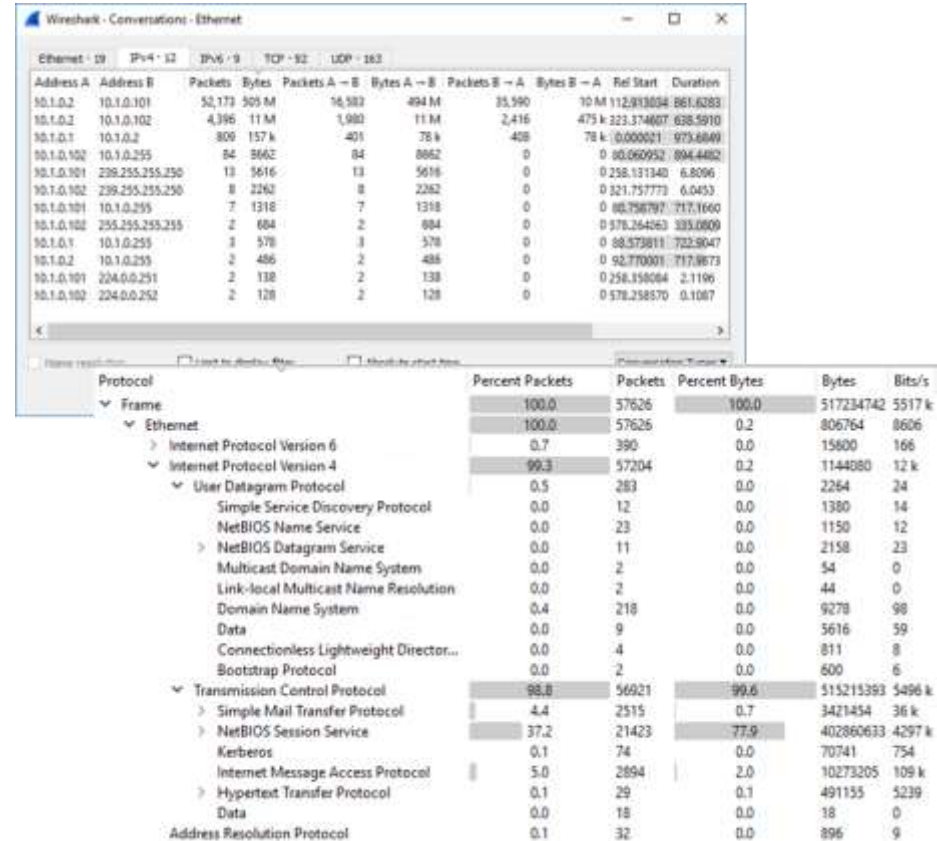 Wireshark · Conversations · Ethernet
Ethernet · 19 IPv4 · 12 IPv6 · 9 TCP · 52 UDP · 163
Address A Address B Packets Bytes Packets A → B Bytes A → B Packets B → A Bytes B → A Rel Start Duration
10.1.0.2 10.1.0.101 52,173 505 M 16,583 494 M 35,590 10 M 112.913034 861.6283
10.1.0.2 10.1.0.102 4,396 11 M 1,980 11 M 2,416 475 k 323.374607 638.5910
10.1.0.1 10.1.0.2 809 157 k 401 78 k 408 78 k 0.000021 973.6849
10.1.0.102 10.1.0.255 84 8662 84 8662 0 0 80.060952 894.4482
10.1.0.101 239.255.255.250 13 5616 13 5616 0 0 258.131340 6.8096
10.1.0.102 239.255.255.250 8 2262 8 2262 0 0 321.757773 6.0453
10.1.0.101 10.1.0.255 7 1318 7 1318 0 0 80.758797 717.1660
10.1.0.102 255.255.255.255 2 684 2 684 0 0 578.264063 335.0809
10.1.0.1 10.1.0.255 3 578 3 578 0 0 88.573811 722.9047
10.1.0.2 10.1.0.255 2 486 2 486 0 0 92.770001 717.9873
10.1.0.101 224.0.0.251 2 138 2 138 0 0 258.358084 2.1196
10.1.0.102 224.0.0.252 2 128 2 128 0 0 578.258570 0.1087
Name resolution Limit to display filter Absolute start time Conversation Types
Protocol Percent Packets Packets Percent Bytes Bytes Bits/s
Frame 100.0 57626 100.0 517234742 5517 k
Ethernet 100.0 57626 0.2 806764 8606
Internet Protocol Version 6 0.7 390 0.0 15600 166
Internet Protocol Version 4 99.3 57204 0.2 1144080 12 k
User Datagram Protocol 0.5 283 0.0 2264 24
Simple Service Discovery Protocol 0.0 12 0.0 1380 14
NetBIOS Name Service 0.0 23 0.0 1150 12
NetBIOS Datagram Service 0.0 11 0.0 2158 23
Multicast Domain Name System 0.0 2 0.0 54 0
Link-local Multicast Name Resolution 0.0 2 0.0 44 0
Domain Name System 0.4 218 0.0 9278 98
Data 0.0 9 0.0 5616 59
Connectionless Lightweight Director... 0.0 4 0.0 811 8
Bootstrap Protocol 0.0 2 0.0 600 6
Transmission Control Protocol 98.8 56921 99.6 515215393 5496 k
Simple Mail Transfer Protocol 4.4 2515 0.7 3421454 36 k
NetBIOS Session Service 37.2 21423 77.9 402860633 4297 k
Kerberos 0.1 74 0.0 70741 754
Internet Message Access Protocol 5.0 2894 2.0 10273205 109 k
Hypertext Transfer Protocol 0.1 29 0.1 491155 5239
Data 0.0 18 0.0 18 0
Address Resolution Protocol 0.1 32 0.0 896 9